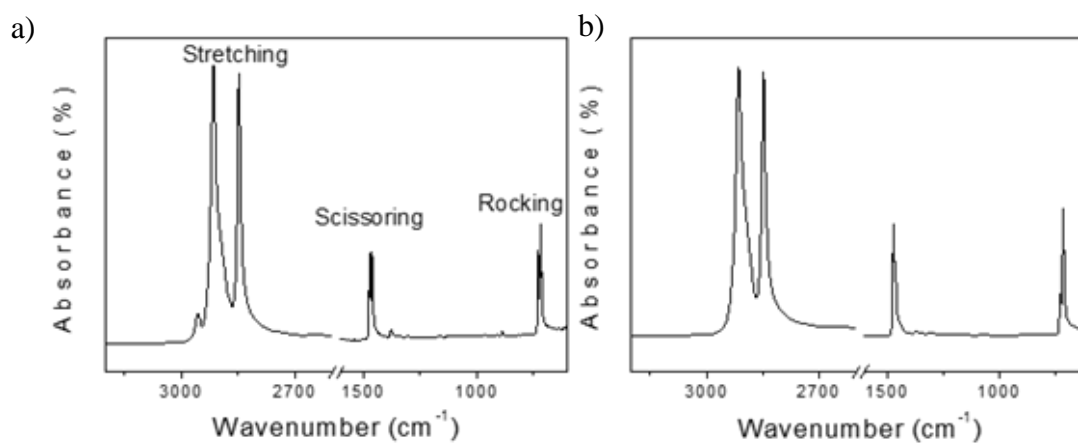 a)
Absorbance (%)
Stretching
Scissoring
Rocking
3000 2700 1500 1000
Wavenumber (cm⁻¹)
b)
Absorbance (%)
3000 2700 1500 1000
Wavenumber (cm⁻¹)